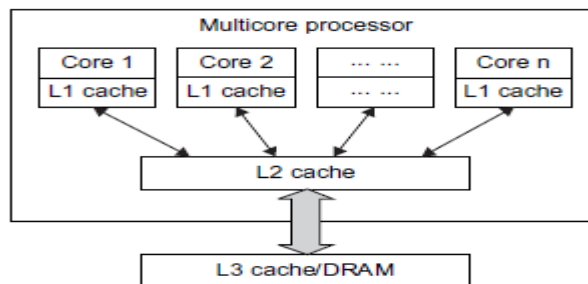 Multicore processor
Core 1 Core 2 ... ... Core n
L1 cache L1 cache ... ... L1 cache
L2 cache
L3 cache/DRAM